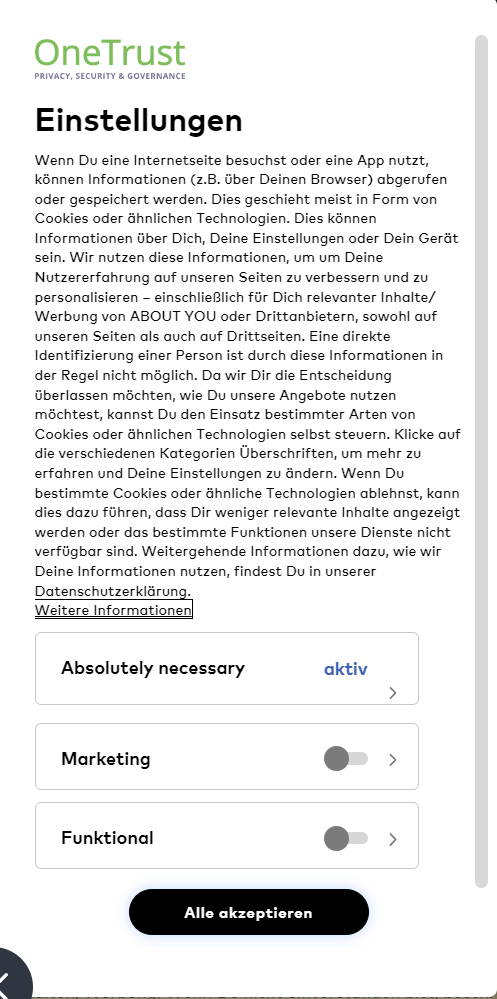 OneTrust
PRIVACY, SECURITY & GOVERNANCE
Einstellungen
Wenn Du eine Internetseite besuchst oder eine App nutzt,
können Informationen (z.B. über Deinen Browser) abgerufen
oder gespeichert werden. Dies geschieht meist in Form von
Cookies oder ähnlichen Technologien. Dies können
Informationen über Dich, Deine Einstellungen oder Dein Gerät
sein. Wir nutzen diese Informationen, um um Deine
Nutzererfahrung auf unseren Seiten zu verbessern und zu
personalisieren – einschließlich für Dich relevanter Inhalte/
Werbung von ABOUT YOU oder Drittanbietern, sowohl auf
unseren Seiten als auch auf Drittseiten. Eine direkte
Identifizierung einer Person ist durch diese Informationen in
der Regel nicht möglich. Da wir Dir die Entscheidung
überlassen möchten, wie Du unsere Angebote nutzen
möchtest, kannst Du den Einsatz bestimmter Arten von
Cookies oder ähnlichen Technologien selbst steuern. Klicke auf
die verschiedenen Kategorien Überschriften, um mehr zu
erfahren und Deine Einstellungen zu ändern. Wenn Du
bestimmte Cookies oder ähnliche Technologien ablehnst, kann
dies dazu führen, dass Dir weniger relevante Inhalte angezeigt
werden oder das bestimmte Funktionen unsere Dienste nicht
verfügbar sind. Weitergehende Informationen dazu, wie wir
Deine Informationen nutzen, findest Du in unserer
Datenschutzerklärung.
Weitere Informationen
Absolutely necessary aktiv
Marketing
Funktional
Alle akzeptieren